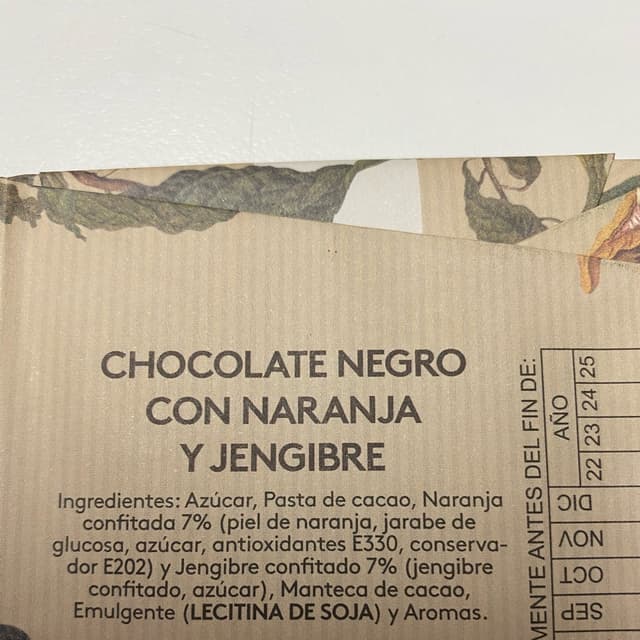 CHOCOLATE NEGRO
CON NARANJA
Y JENGIBRE
Ingredientes: Azúcar, Pasta de cacao, Naranja
confitada 7% (piel de naranja, jarabe de
glucosa, azúcar, antioxidantes E330, conserva-
dor E202) y Jengibre confitado 7% (jengibre
confitado, azúcar), Manteca de cacao,
Emulgente (LECITINA DE SOJA) y Aromas.
MENTE ANTES DEL FIN DE:
AÑO
22 23 24 25
DIC
NOV
OCT
SEP